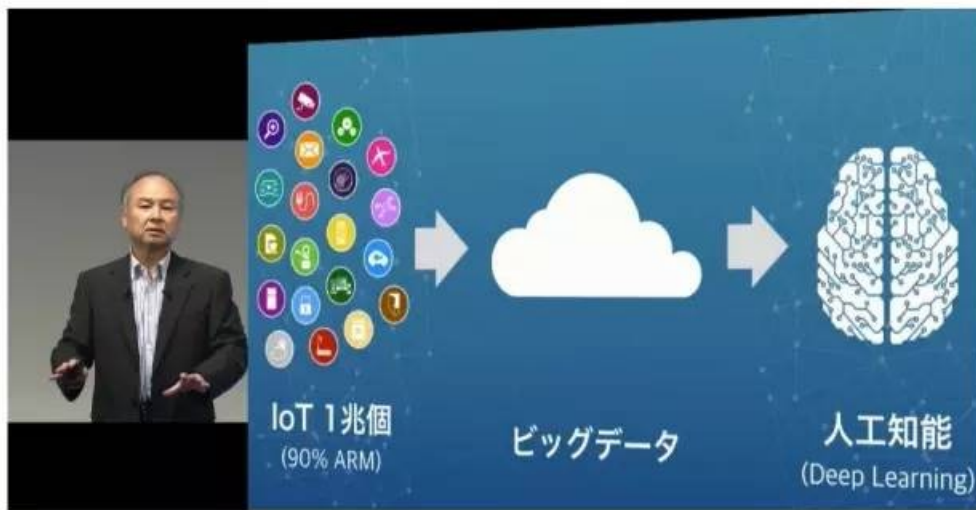 IoT 1兆個
(90% ARM)
ビッグデータ
人工知能
(Deep Learning)